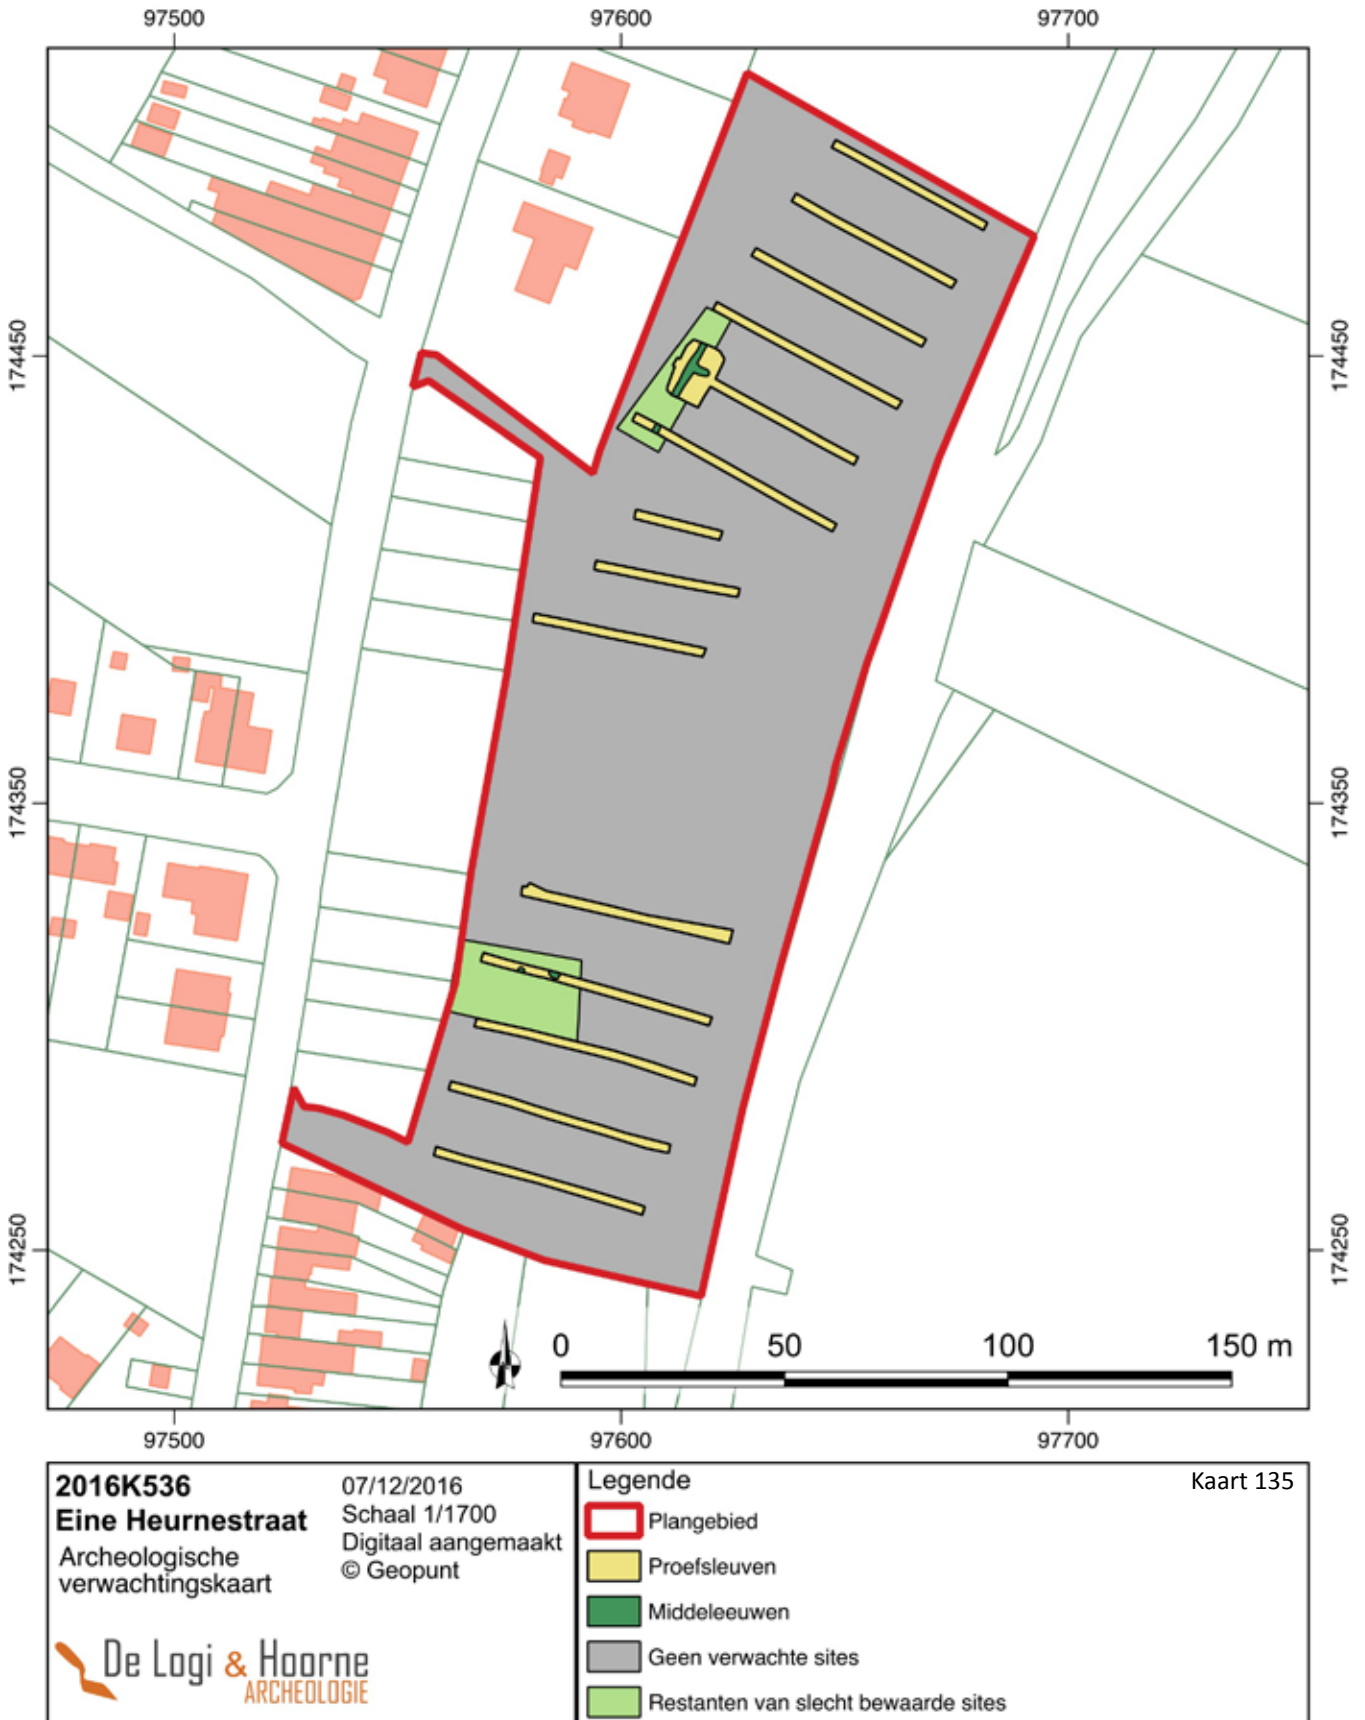 97500
97600
97700
174450
174450
174350
174350
174250
174250
0 50 100 150 m
97500
97600
97700
2016K536
Eine Heurnestraat
Archeologische
verwachtingskaart
07/12/2016
Schaal 1/1700
Digitaal aangemaakt
© Geopunt
De Logi & Hoorne
ARCHEOLOGIE
Legende
Kaart 135
Plangebied
Proefsleuven
Middeleeuwen
Geen verwachte sites
Restanten van slecht bewaarde sites